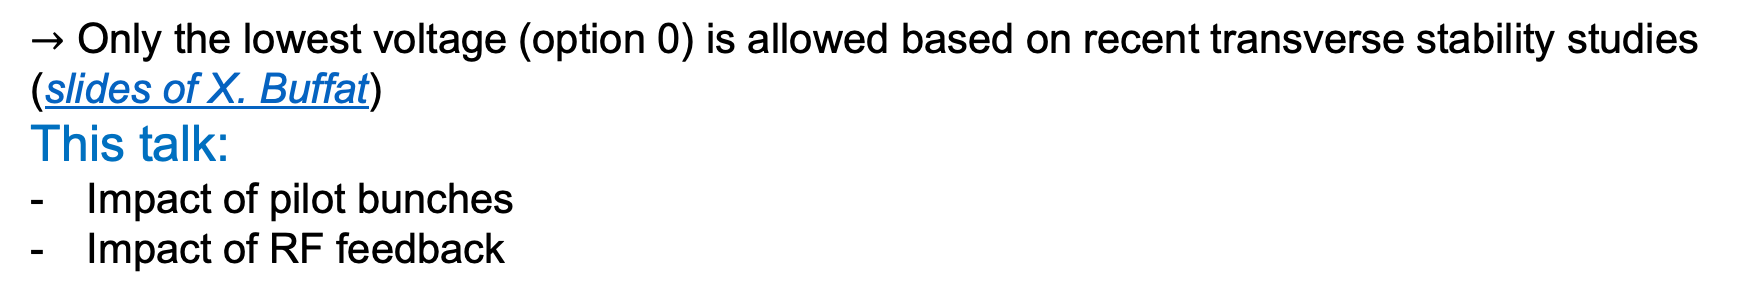 → Only the lowest voltage (option 0) is allowed based on recent transverse stability studies
(slides of X. Buffat)
This talk:
- Impact of pilot bunches
- Impact of RF feedback